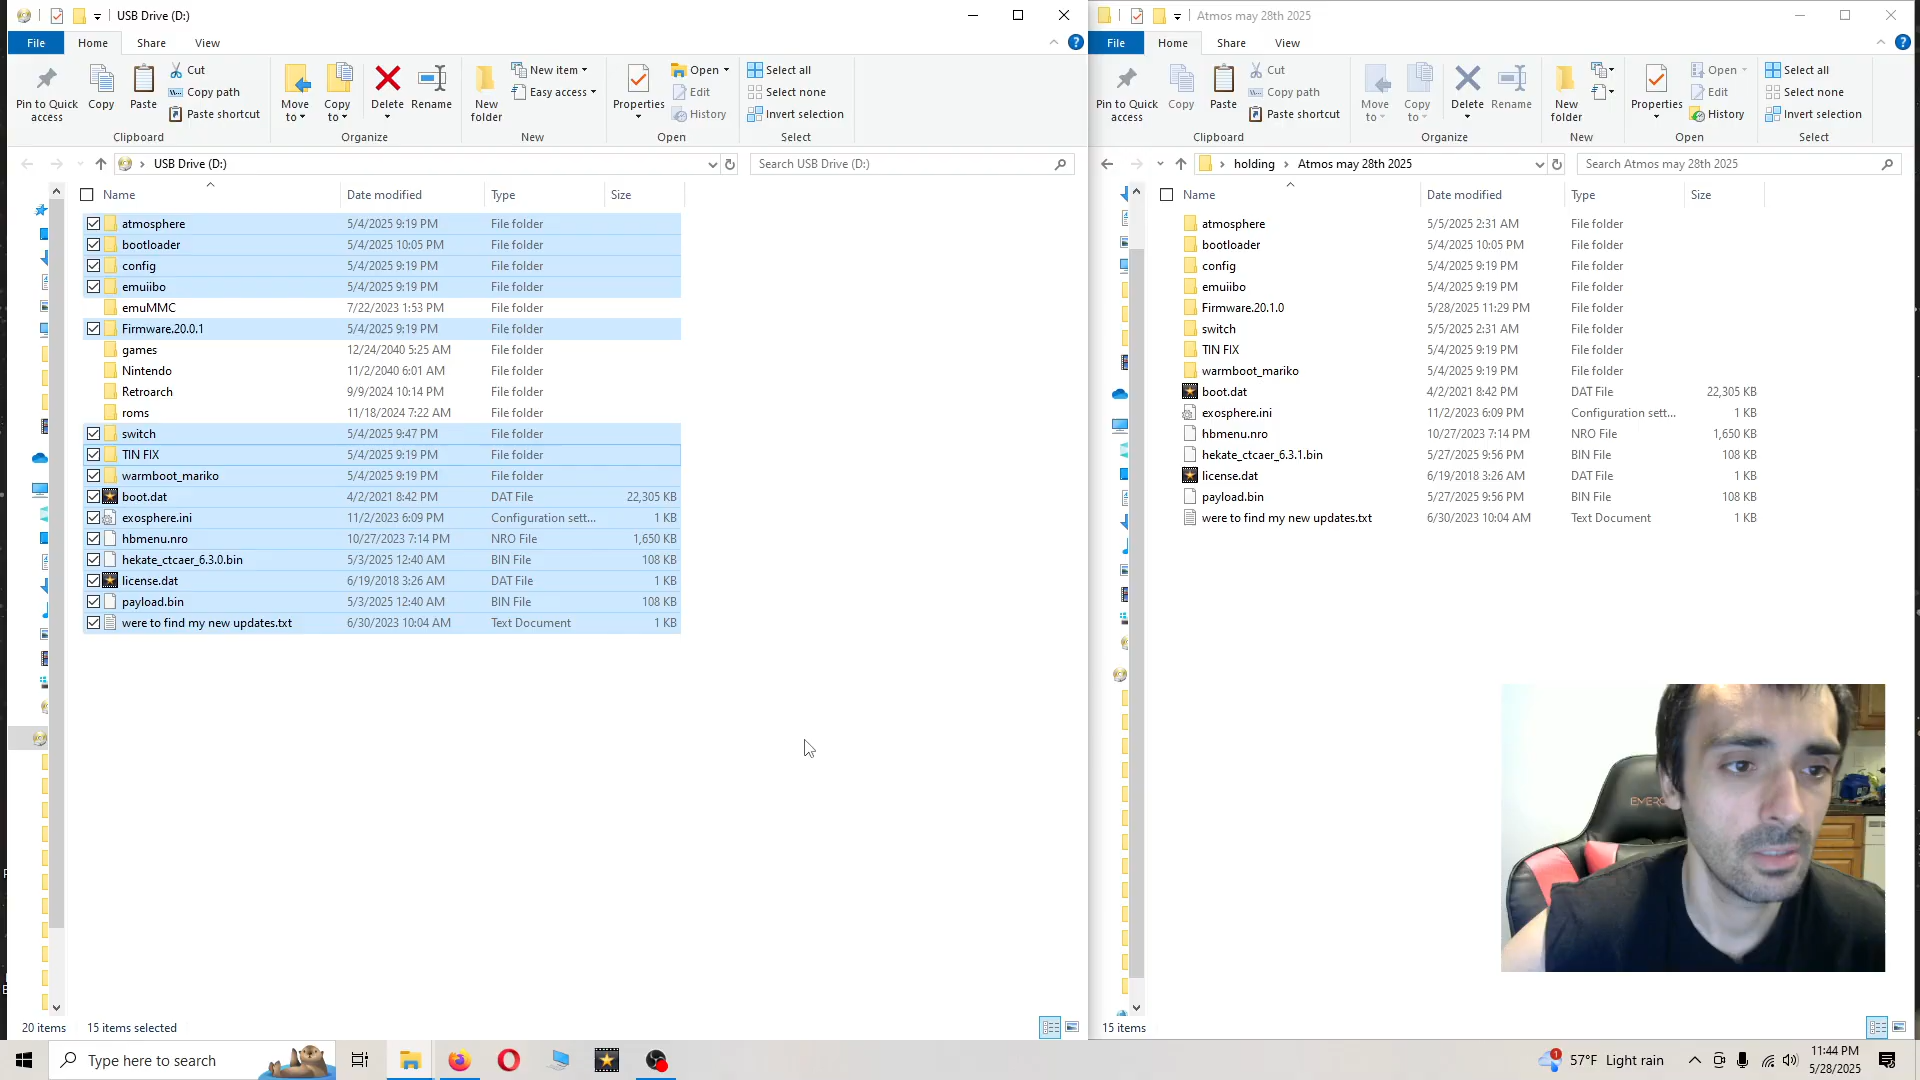 USB Drive (D:)
File
Home
Share
View
Pin to Quick access
Copy
Paste
Cut
Copy path
Paste shortcut
Clipboard
Move to
Copy to
Delete
Rename
Organize
New folder
New item
Easy access
New
Properties
Open
Edit
History
Open
Select all
Select none
Invert selection
Select
USB Drive (D:)
Search USB Drive (D:)
Name Date modified Type Size
atmosphere 5/4/2025 9:19 PM File folder
bootloader 5/4/2025 10:05 PM File folder
config 5/4/2025 9:19 PM File folder
emuiibo 5/4/2025 9:19 PM File folder
emuMMC 7/22/2023 1:53 PM File folder
Firmware.20.0.1 5/4/2025 9:19 PM File folder
games 12/24/2040 5:25 AM File folder
Nintendo 11/2/2040 6:01 AM File folder
Retroarch 9/9/2024 10:14 PM File folder
roms 11/18/2024 7:22 AM File folder
switch 5/4/2025 9:47 PM File folder
TIN FIX 5/4/2025 9:19 PM File folder
warmboot_mariko 5/4/2025 9:19 PM File folder
boot.dat 4/2/2021 8:42 PM DAT File 22,305 KB
exosphere.ini 11/2/2023 6:09 PM Configuration sett... 1 KB
hbmenu.nro 10/27/2023 7:14 PM NRO File 1,650 KB
hekate_ctcaer_6.3.0.bin 5/3/2025 12:40 AM BIN File 108 KB
license.dat 6/19/2018 3:26 AM DAT File 1 KB
payload.bin 5/3/2025 12:40 AM BIN File 108 KB
were to find my new updates.txt 6/30/2023 10:04 AM Text Document 1 KB
20 items 15 items selected
Atmos may 28th 2025
File
Home
Share
View
Pin to Quick access
Copy
Paste
Cut
Copy path
Paste shortcut
Clipboard
Move to
Copy to
Delete
Rename
Organize
New folder
New
Properties
Open
Edit
History
Open
Select all
Select none
Invert selection
Select
holding
Atmos may 28th 2025
Search Atmos may 28th 2025
Name Date modified Type Size
atmosphere 5/5/2025 2:31 AM File folder
bootloader 5/4/2025 10:05 PM File folder
config 5/4/2025 9:19 PM File folder
emuiibo 5/4/2025 9:19 PM File folder
Firmware.20.1.0 5/28/2025 11:29 PM File folder
switch 5/5/2025 2:31 AM File folder
TIN FIX 5/4/2025 9:19 PM File folder
warmboot_mariko 5/4/2025 9:19 PM File folder
boot.dat 4/2/2021 8:42 PM DAT File 22,305 KB
exosphere.ini 11/2/2023 6:09 PM Configuration sett... 1 KB
hbmenu.nro 10/27/2023 7:14 PM NRO File 1,650 KB
hekate_ctcaer_6.3.1.bin 5/27/2025 9:56 PM BIN File 108 KB
license.dat 6/19/2018 3:26 AM DAT File 1 KB
payload.bin 5/27/2025 9:56 PM BIN File 108 KB
were to find my new updates.txt 6/30/2023 10:04 AM Text Document 1 KB
15 items
Type here to search
1
57°F Light rain
11:44 PM
5/28/2025